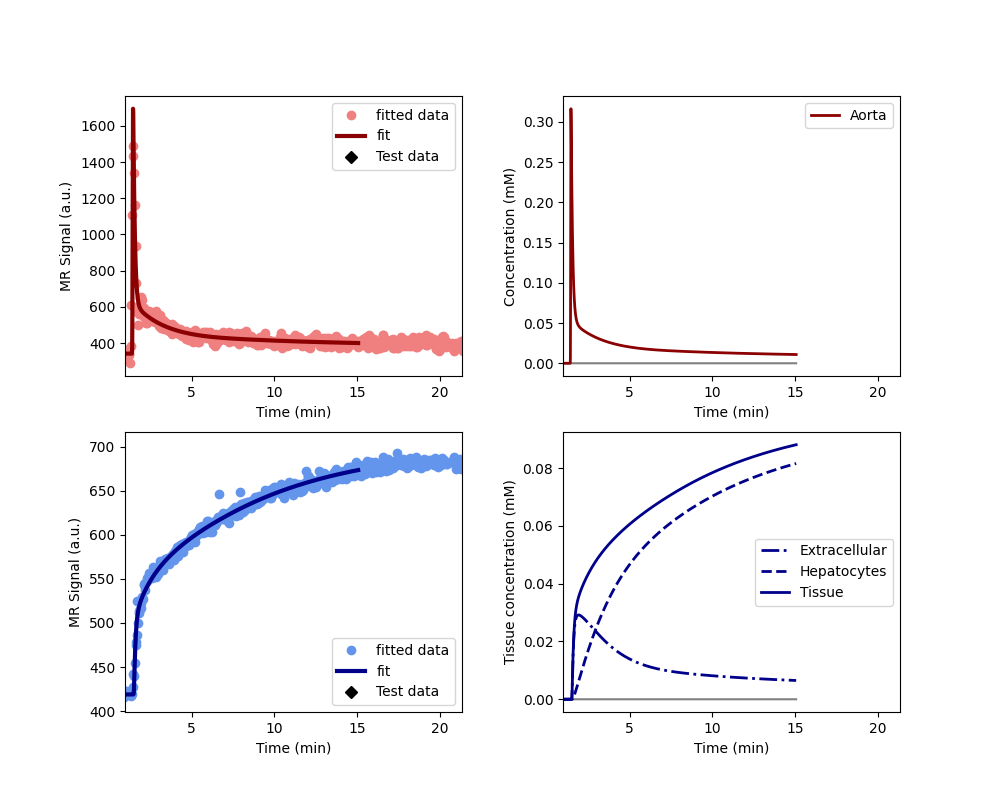 MR Signal (a.u.)
1600
1400
1200
1000
800
600
400
fitted data
fit
Test data
5 10 15 20
Time (min)
Concentration (mM)
0.30
0.25
0.20
0.15
0.10
0.05
0.00
Aorta
5 10 15 20
Time (min)
MR Signal (a.u.)
700
650
600
550
500
450
400
fitted data
fit
Test data
5 10 15 20
Time (min)
Tissue concentration (mM)
0.08
0.06
0.04
0.02
0.00
Extracellular
Hepatocytes
Tissue
5 10 15 20
Time (min)